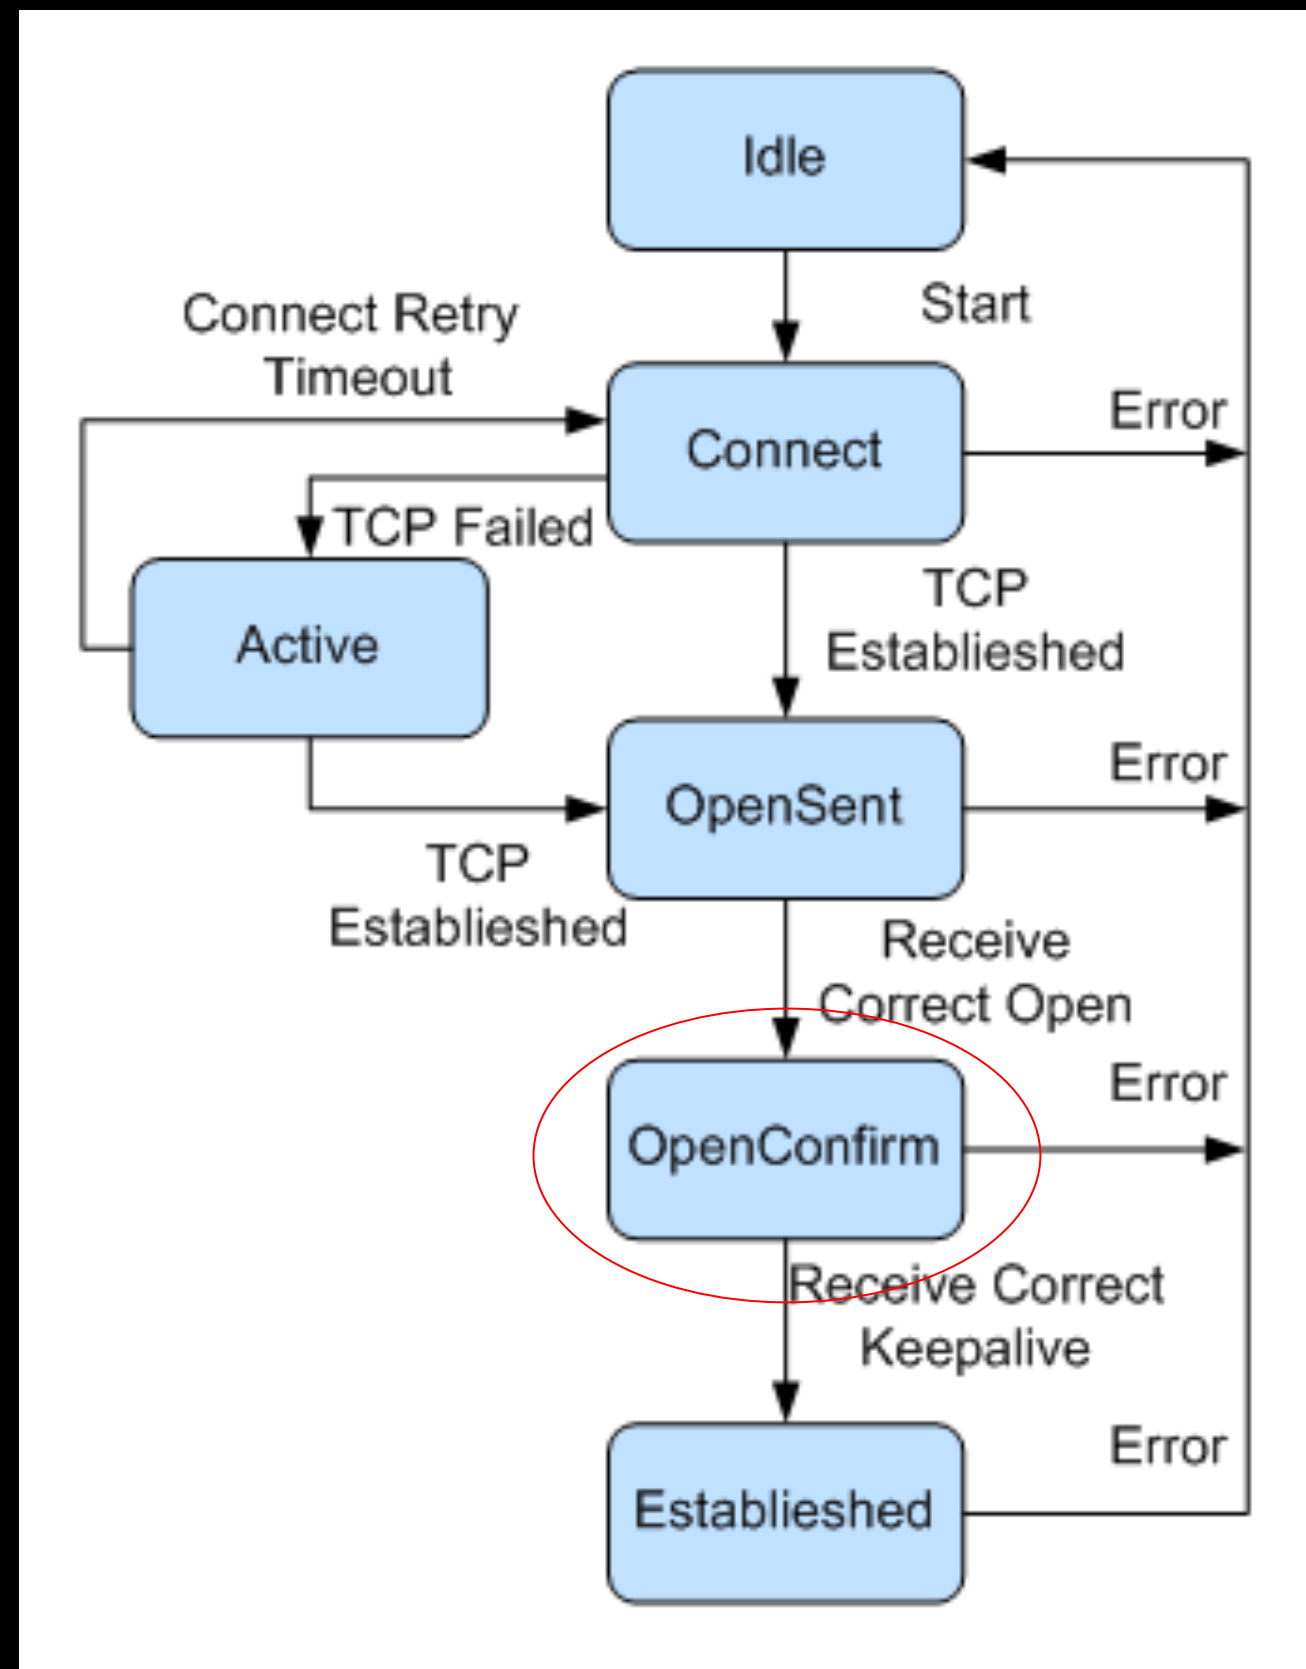 Idle
Start
Connect Retry
Timeout
Error
Connect
TCP Failed
TCP
Establieshed
Active
Error
OpenSent
TCP
Establieshed
Receive
Correct Open
Error
OpenConfirm
Receive Correct
Keepalive
Error
Establieshed